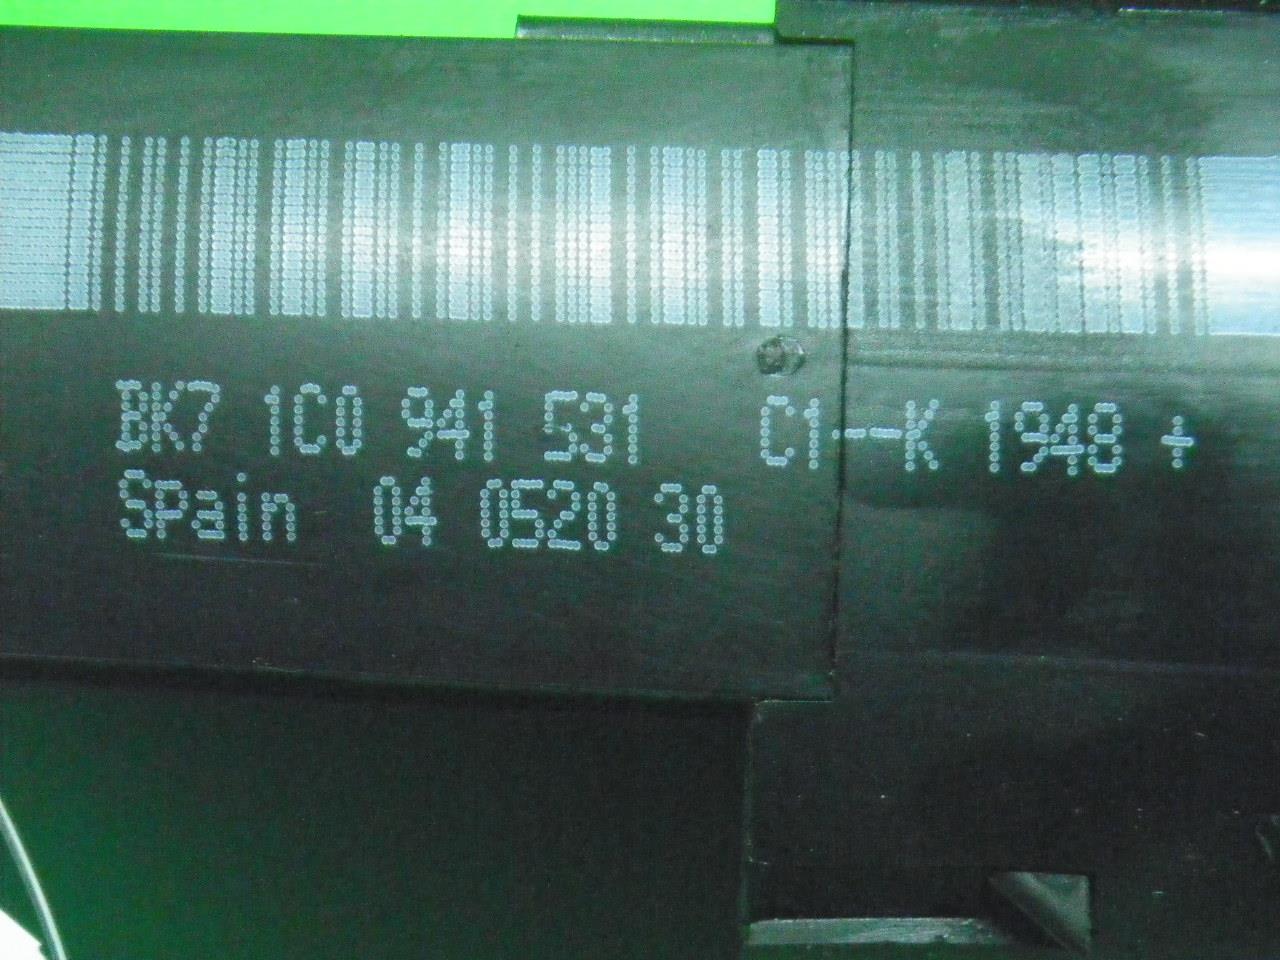 BK7 1C0 941 531 C1--K 1948 +
Spain 04 0520 30